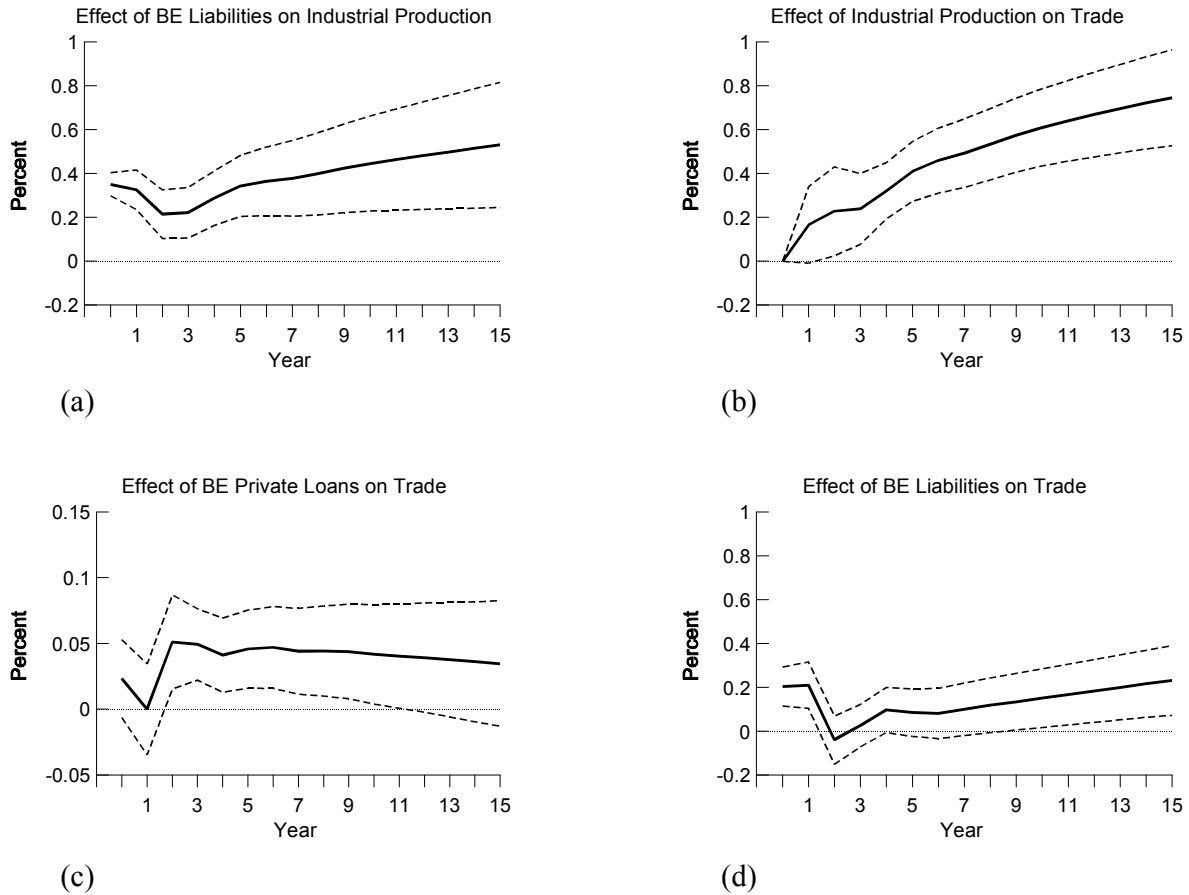 Effect of BE Liabilities on Industrial Production
1
0.8
0.6
0.4
0.2
0
-0.2
Percent
1 3 5 7 9 11 13 15
Year
(a)
Effect of Industrial Production on Trade
1
0.8
0.6
0.4
0.2
0
-0.2
Percent
1 3 5 7 9 11 13 15
Year
(b)
Effect of BE Private Loans on Trade
0.15
0.1
0.05
0
-0.05
Percent
1 3 5 7 9 11 13 15
Year
(c)
Effect of BE Liabilities on Trade
1
0.8
0.6
0.4
0.2
0
-0.2
Percent
1 3 5 7 9 11 13 15
Year
(d)